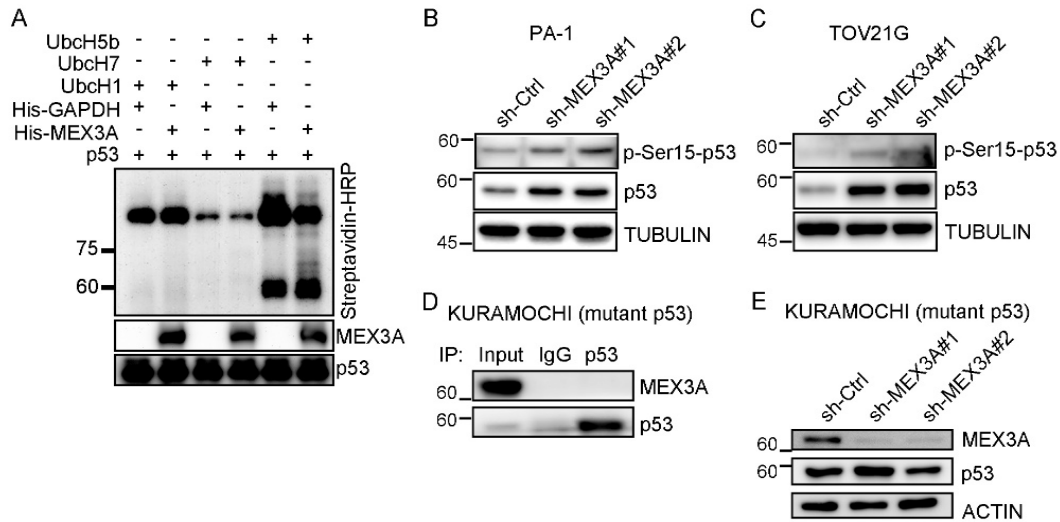 A
UbcH5b - - - - + +
UbcH7 - - + + - -
UbcH1 + + - - - -
His-GAPDH + - + - + -
His-MEX3A - + - + - +
p53 + + + + + +
75
60
Streptavidin-HRP
MEX3A
p53
B
PA-1
sh-Ctrl
sh-MEX3A#1
sh-MEX3A#2
60
p-Ser15-p53
60
p53
45
TUBULIN
C
TOV21G
sh-Ctrl
sh-MEX3A#1
sh-MEX3A#2
60
p-Ser15-p53
60
p53
45
TUBULIN
D
KURAMOCHI (mutant p53)
IP: Input IgG p53
60
MEX3A
60
p53
E
KURAMOCHI (mutant p53)
sh-Ctrl
sh-MEX3A#1
sh-MEX3A#2
60
MEX3A
60
p53
ACTIN